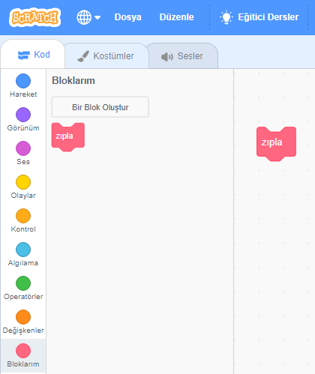 SCRATCH
Dosya
Düzenle
Eğitici Dersler
Kod
Kostümler
Sesler
Hareket
Görünüm
Ses
Olaylar
Kontrol
Algılama
Operatörler
Değişkenler
Bloklarım
Bloklarım
Bir Blok Oluştur
zıpla
zıpla